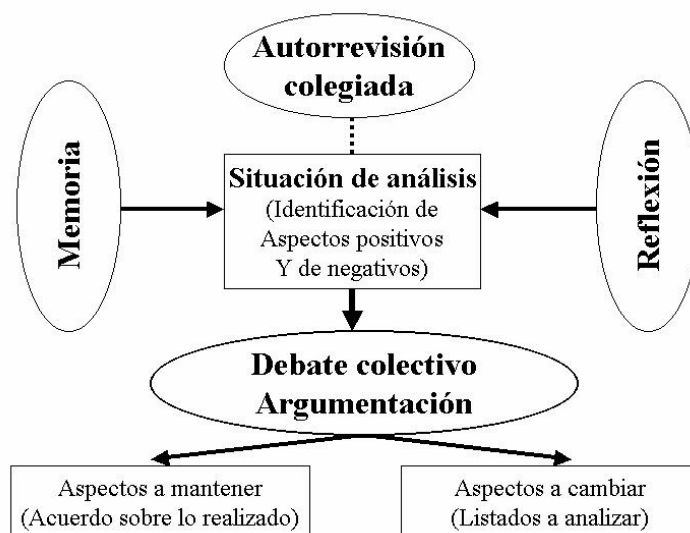 Autorrevisión
colegiada
Memoria
Situación de análisis
(Identificación de
Aspectos positivos
Y de negativos)
Reflexión
Debate colectivo
Argumentación
Aspectos a mantener
(Acuerdo sobre lo realizado)
Aspectos a cambiar
(Listados a analizar)